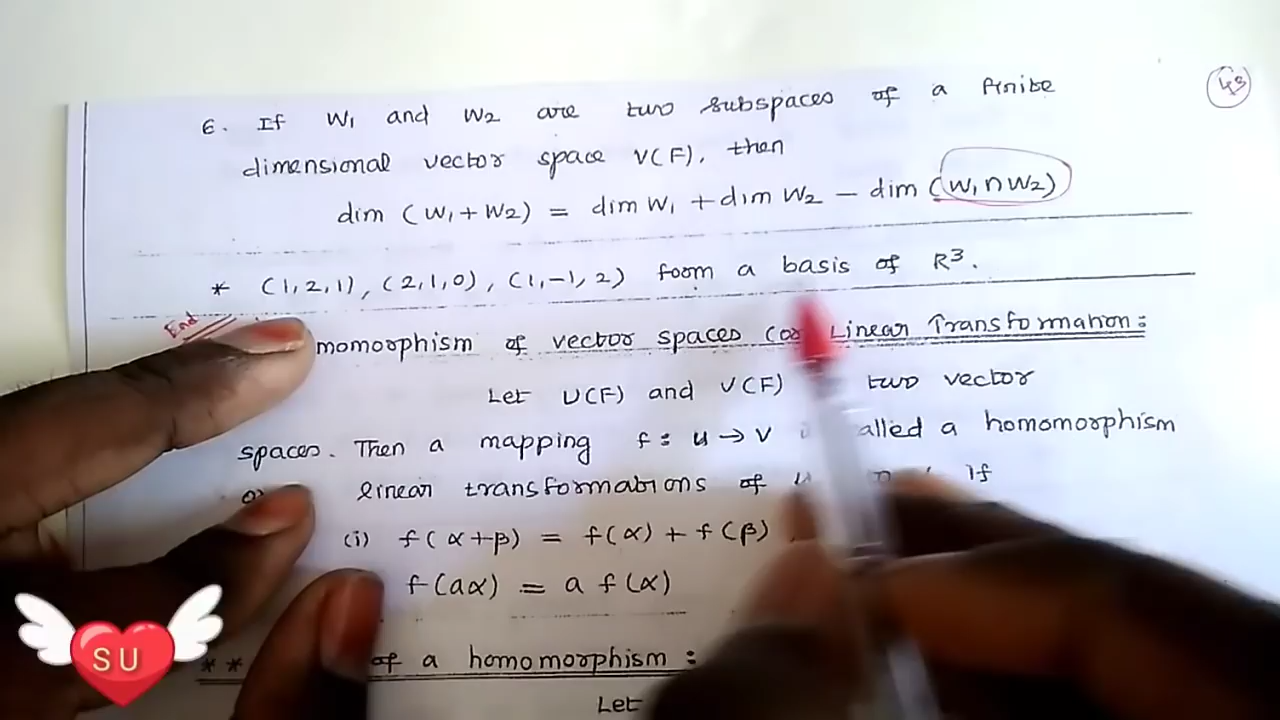 43
6. If W₁ and W₂ are two subspaces of a finite
dimensional vector space V(F), then
dim (W₁+W₂) = dim W₁ + dim W₂ − dim (W₁∩W₂)
* (1,2,1), (2,1,0), (1,-1,2) form a basis of R³.
End
momorphism of vector spaces (or Linear Transformation:
Let U(F) and V(F) two vector
spaces. Then a mapping f: u → v called a homomorphism
linear transformations of u if
(i) f(α+β) = f(α) + f(β)
f(aα) = a f(α)
** of a homomorphism:
Let
SU